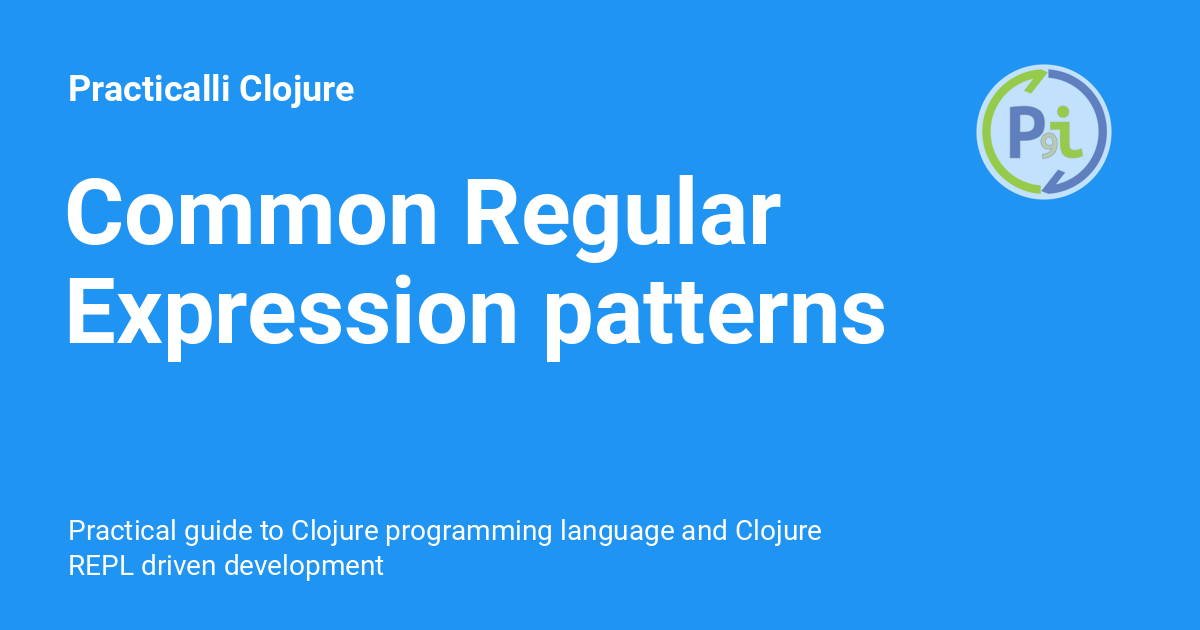 Practicalli Clojure
Common Regular
Expression patterns
Practical guide to Clojure programming language and Clojure
REPL driven development
P9i